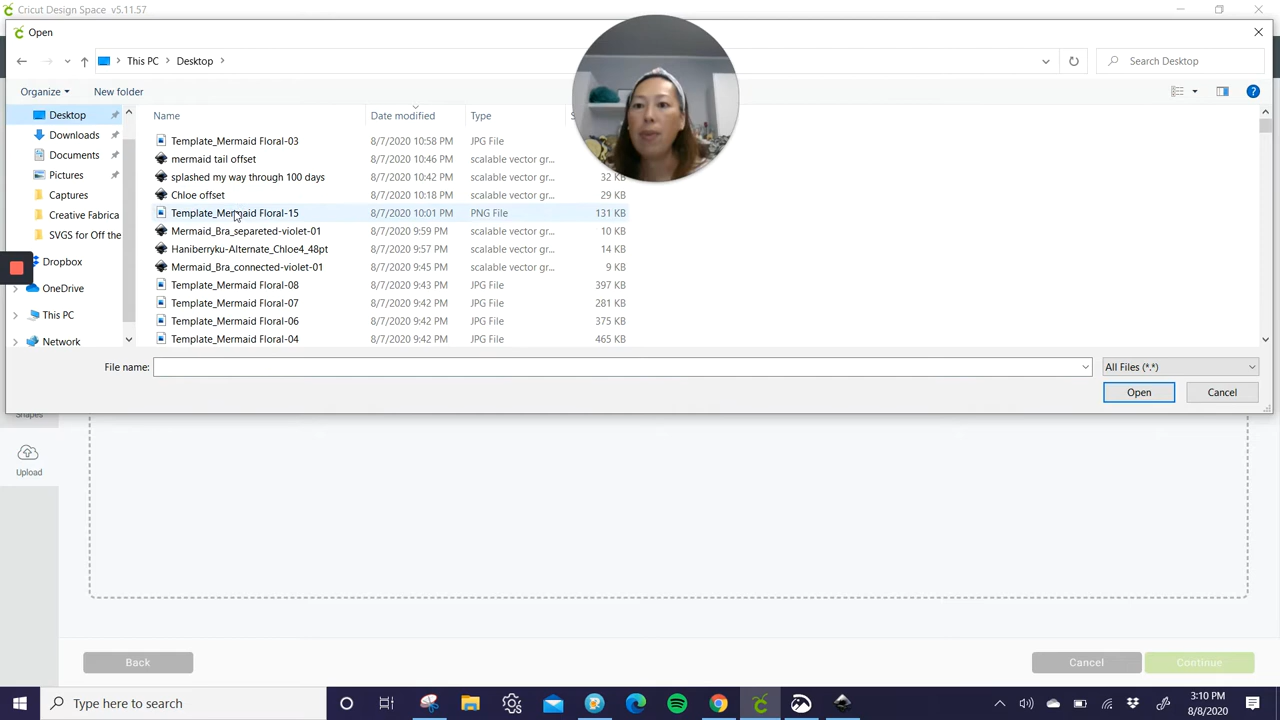 Cricut Design Space v5.11.57
Open
This PC
Desktop
Search Desktop
Organize
New folder
Desktop
Downloads
Documents
Pictures
Captures
Creative Fabrica
SVGS for Off the
Dropbox
OneDrive
This PC
Network
Name Date modified Type S
Template_Mermaid Floral-03 8/7/2020 10:58 PM JPG File
mermaid tail offset 8/7/2020 10:46 PM scalable vector gr...
splashed my way through 100 days 8/7/2020 10:42 PM scalable vector gr... 32 KB
Chloe offset 8/7/2020 10:18 PM scalable vector gr... 29 KB
Template_Mermaid Floral-15 8/7/2020 10:01 PM PNG File 131 KB
Mermaid_Bra_separeted-violet-01 8/7/2020 9:59 PM scalable vector gr... 10 KB
Haniberryku-Alternate_Chloe4_48pt 8/7/2020 9:57 PM scalable vector gr... 14 KB
Mermaid_Bra_connected-violet-01 8/7/2020 9:45 PM scalable vector gr... 9 KB
Template_Mermaid Floral-08 8/7/2020 9:43 PM JPG File 397 KB
Template_Mermaid Floral-07 8/7/2020 9:42 PM JPG File 281 KB
Template_Mermaid Floral-06 8/7/2020 9:42 PM JPG File 375 KB
Template_Mermaid Floral-04 8/7/2020 9:42 PM JPG File 465 KB
File name:
All Files (*.*)
Open
Cancel
Shapes
Upload
Back
Cancel
Continue
Type here to search
3:10 PM
8/8/2020